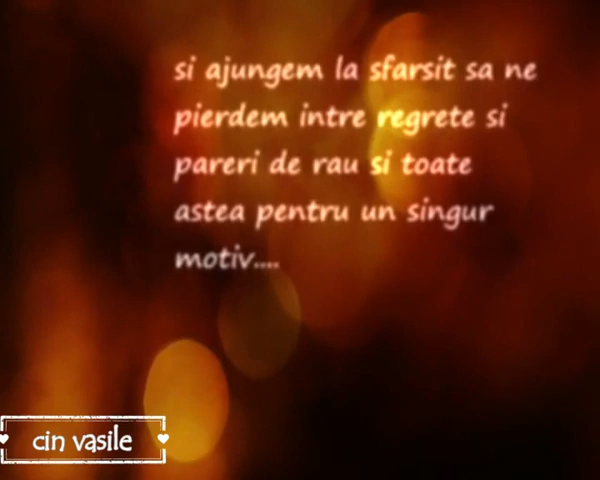 si ajungem la sfarsit sa ne
pierdem intre regrete si
pareri de rau si toate
astea pentru un singur
motiv....
cin vasile